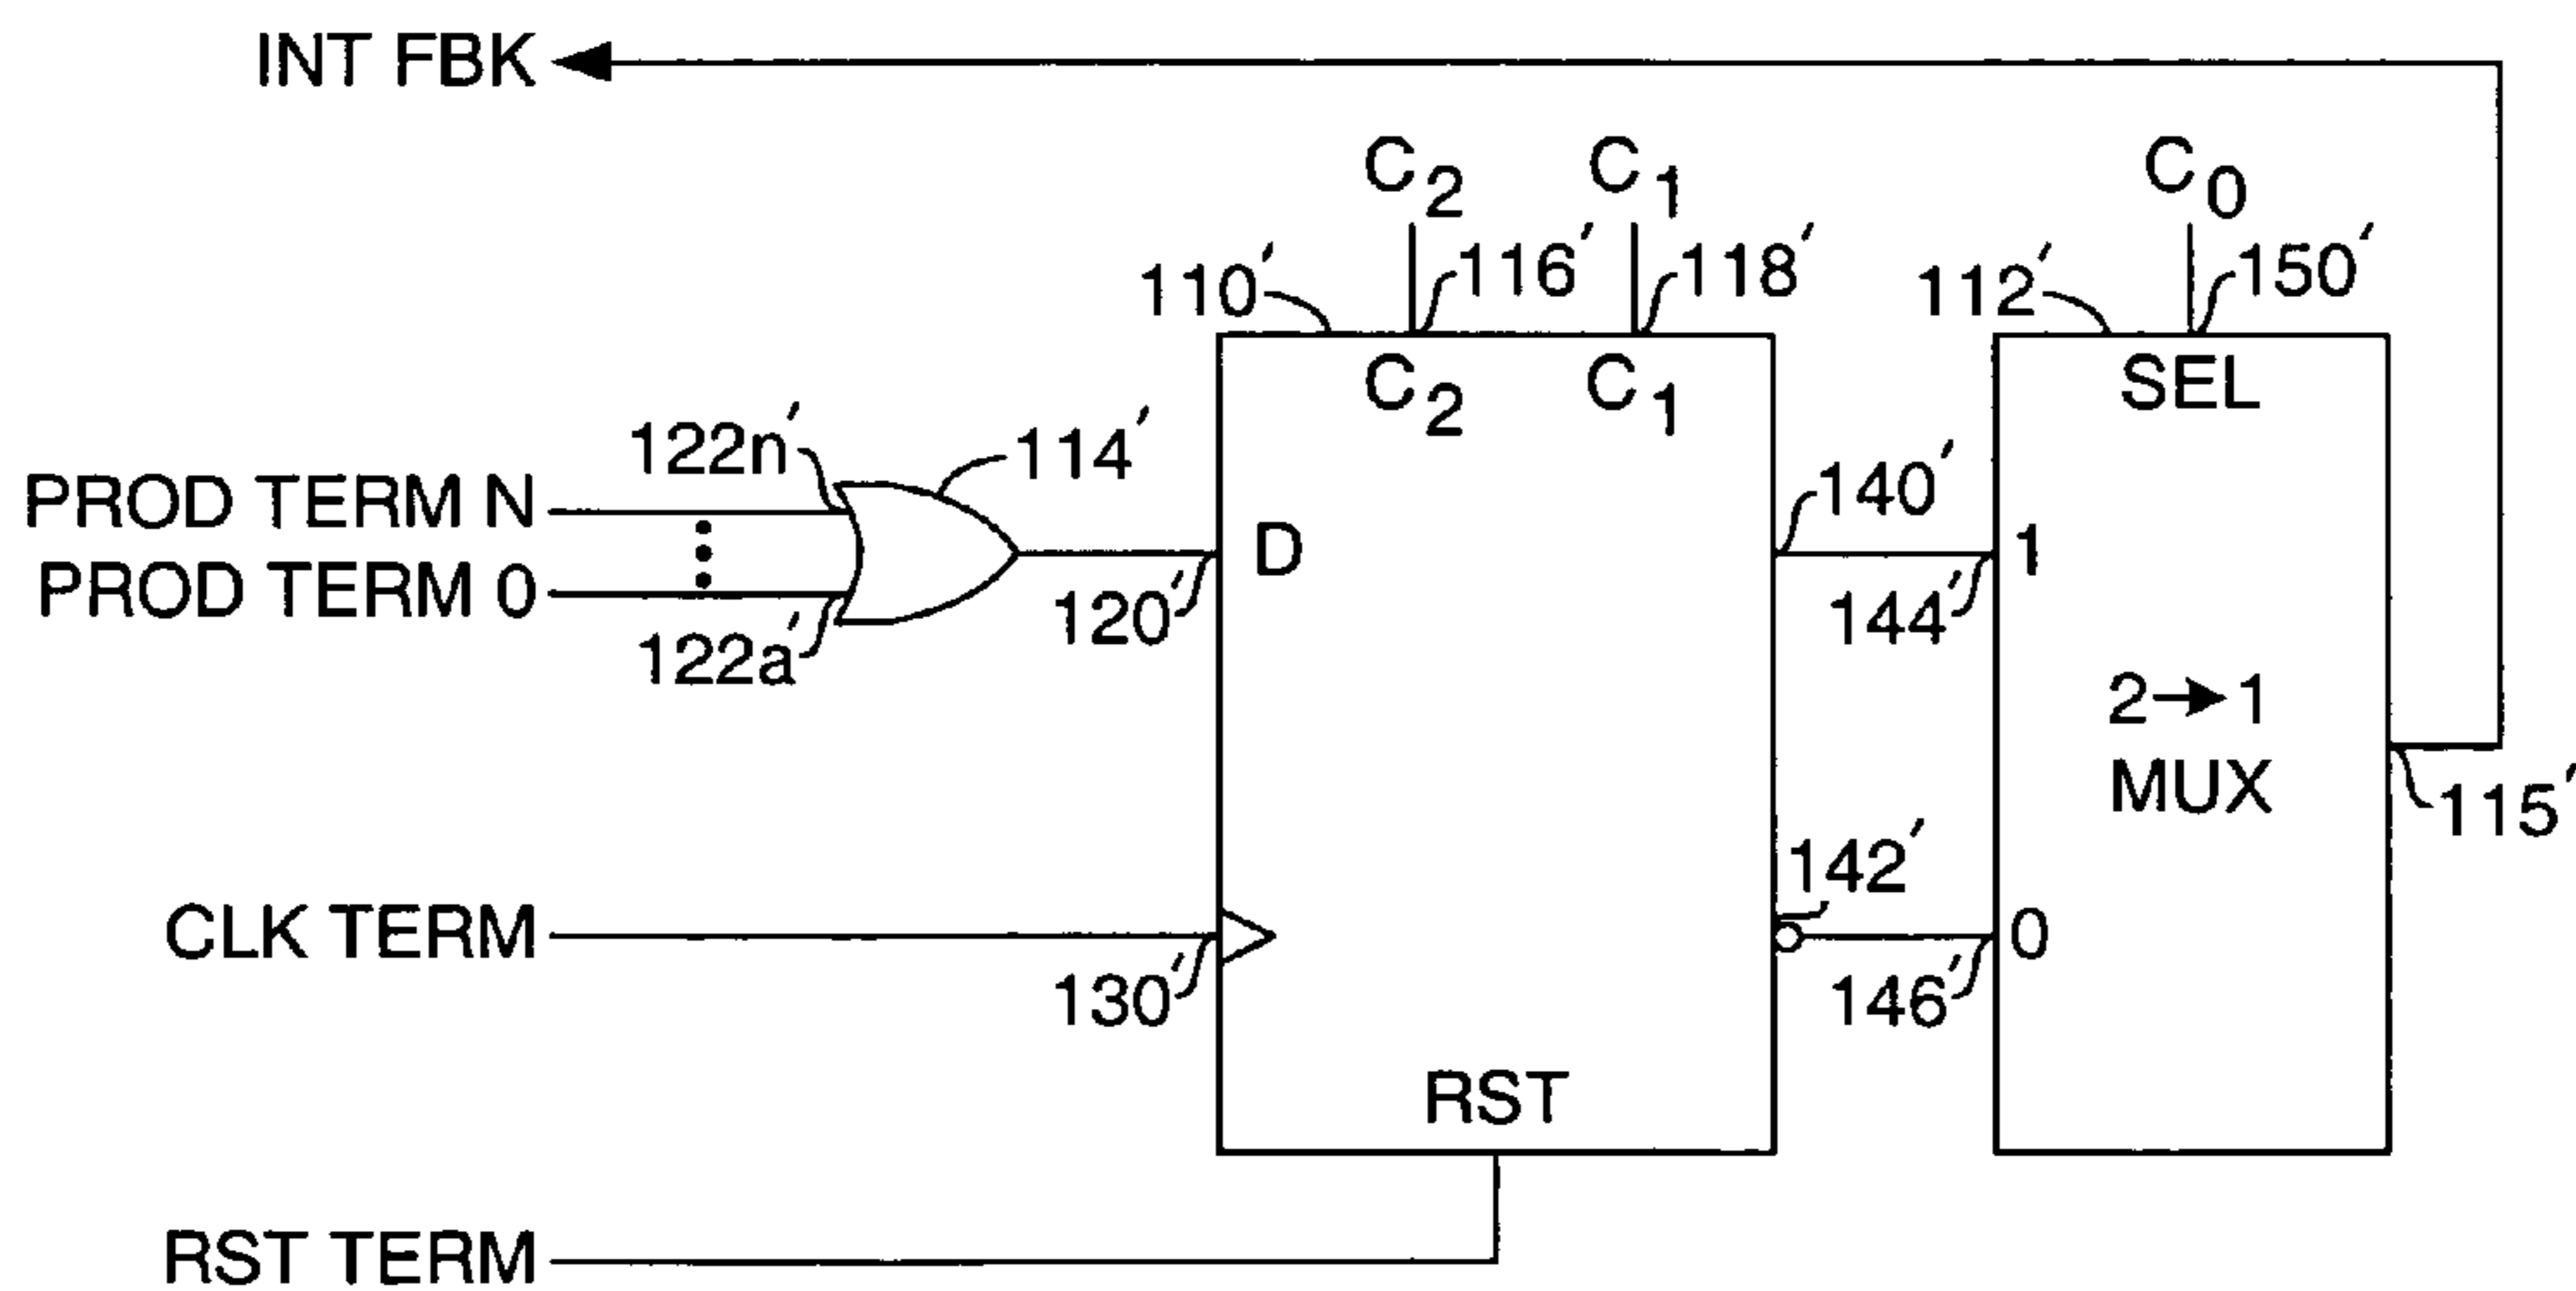 INT FBK
C2 C1 C0
110' 116' 118' 112' 150'
C2 C1 SEL
122n' 114'
PROD TERM N
140'
D 1
PROD TERM 0
120' 144'
122a'
2→1
MUX
115'
142'
CLK TERM
0
130' 146'
RST
RST TERM